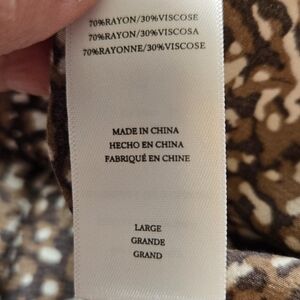 70%RAYON/30%VISCOSE
70%RAYON/30%VISCOSA
70%RAYONNE/30%VISCOSE
MADE IN CHINA
HECHO EN CHINA
FABRIQUÉ EN CHINE
LARGE
GRANDE
GRAND